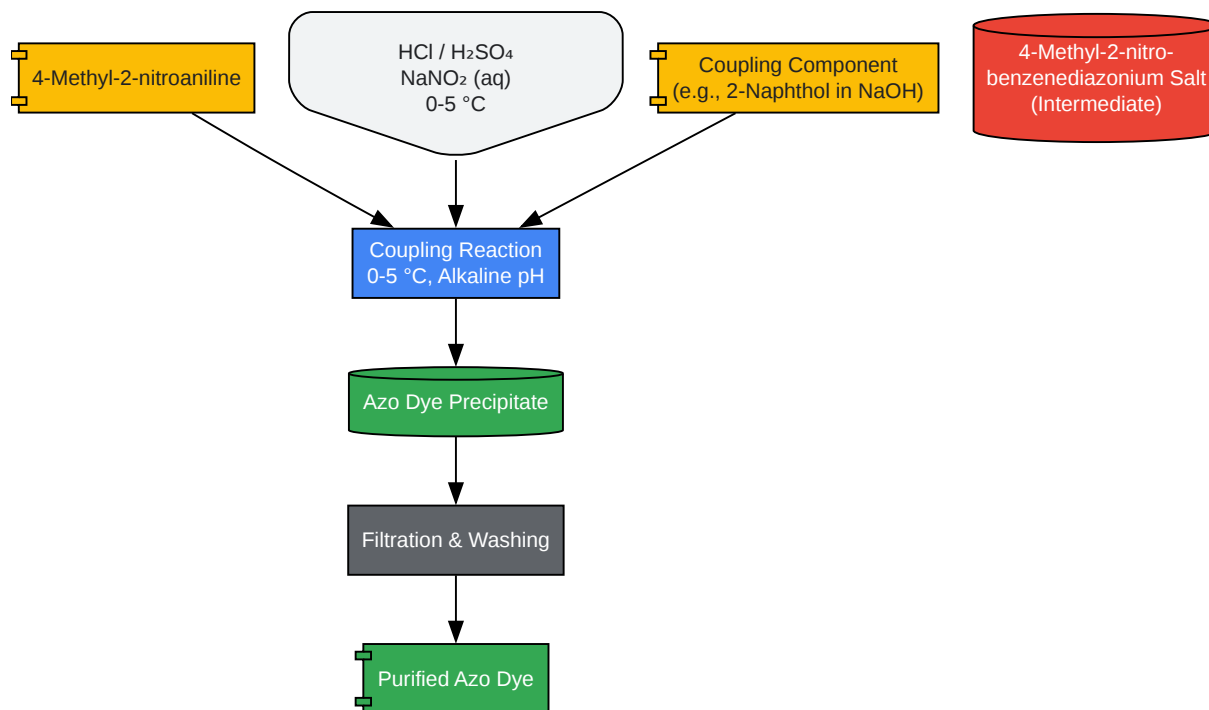 4-Methyl-2-nitroaniline
HCl / H₂SO₄
NaNO₂ (aq)
0-5 °C
Coupling Component
(e.g., 2-Naphthol in NaOH)
4-Methyl-2-nitro-
benzenediazonium Salt
(Intermediate)
Coupling Reaction
0-5 °C, Alkaline pH
Azo Dye Precipitate
Filtration & Washing
Purified Azo Dye